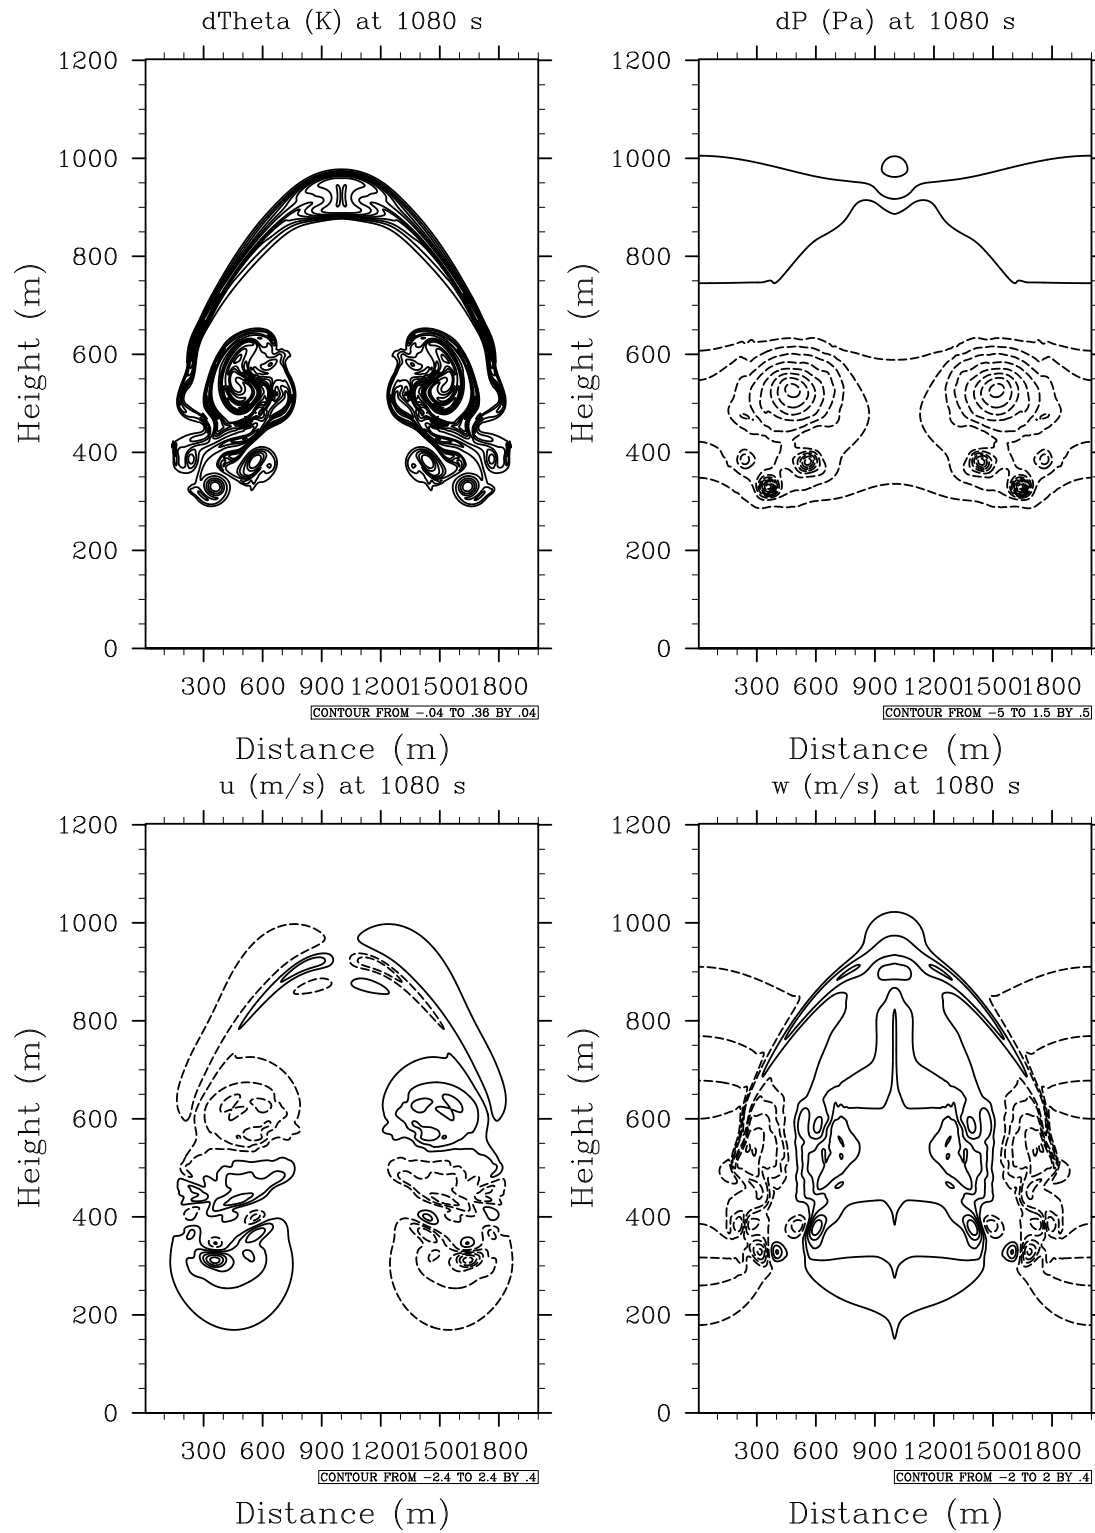 dTheta (K) at 1080 s
1200
1000
800
600
400
200
0
Height (m)
300 600 900 1200 1500 1800
CONTOUR FROM -.04 TO .36 BY .04
Distance (m)
dP (Pa) at 1080 s
1200
1000
800
600
400
200
0
Height (m)
300 600 900 1200 1500 1800
CONTOUR FROM -5 TO 1.5 BY .5
Distance (m)
u (m/s) at 1080 s
1200
1000
800
600
400
200
0
Height (m)
300 600 900 1200 1500 1800
CONTOUR FROM -2.4 TO 2.4 BY .4
Distance (m)
w (m/s) at 1080 s
1200
1000
800
600
400
200
0
Height (m)
300 600 900 1200 1500 1800
CONTOUR FROM -2 TO 2 BY .4
Distance (m)